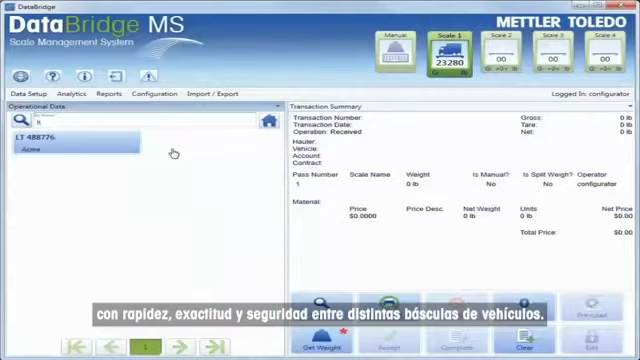 DataBridge
DataBridge MS
Scale Management System
METTLER TOLEDO
Manual
Scale 1
23280
G: lb
Scale 2
00
Scale 3
00
Scale 4
00
Data Setup Analytics Reports Configuration Import / Export
Logged In: configurator
Operational Data
lt
LT 488776
Acme
1
Transaction Summary
Transaction Number:
Transaction Date:
Operation: Received
Gross: 0 lb
Tare: 0 lb
Net: 0 lb
Hauler:
Vehicle:
Account:
Contract:
Pass Number Scale Name Weight Is Manual? Is Split Weigh? Operator
1 0 lb No No configurator
Material:
Price Price Desc. Net Weight Units Net Price
$0.0000 0 lb 0 lb $0.00
Total Price: $0.00
con rapidez, exactitud y seguridad entre distintas básculas de vehículos.
Get Weight *
Accept
Complete
Clear
Edit